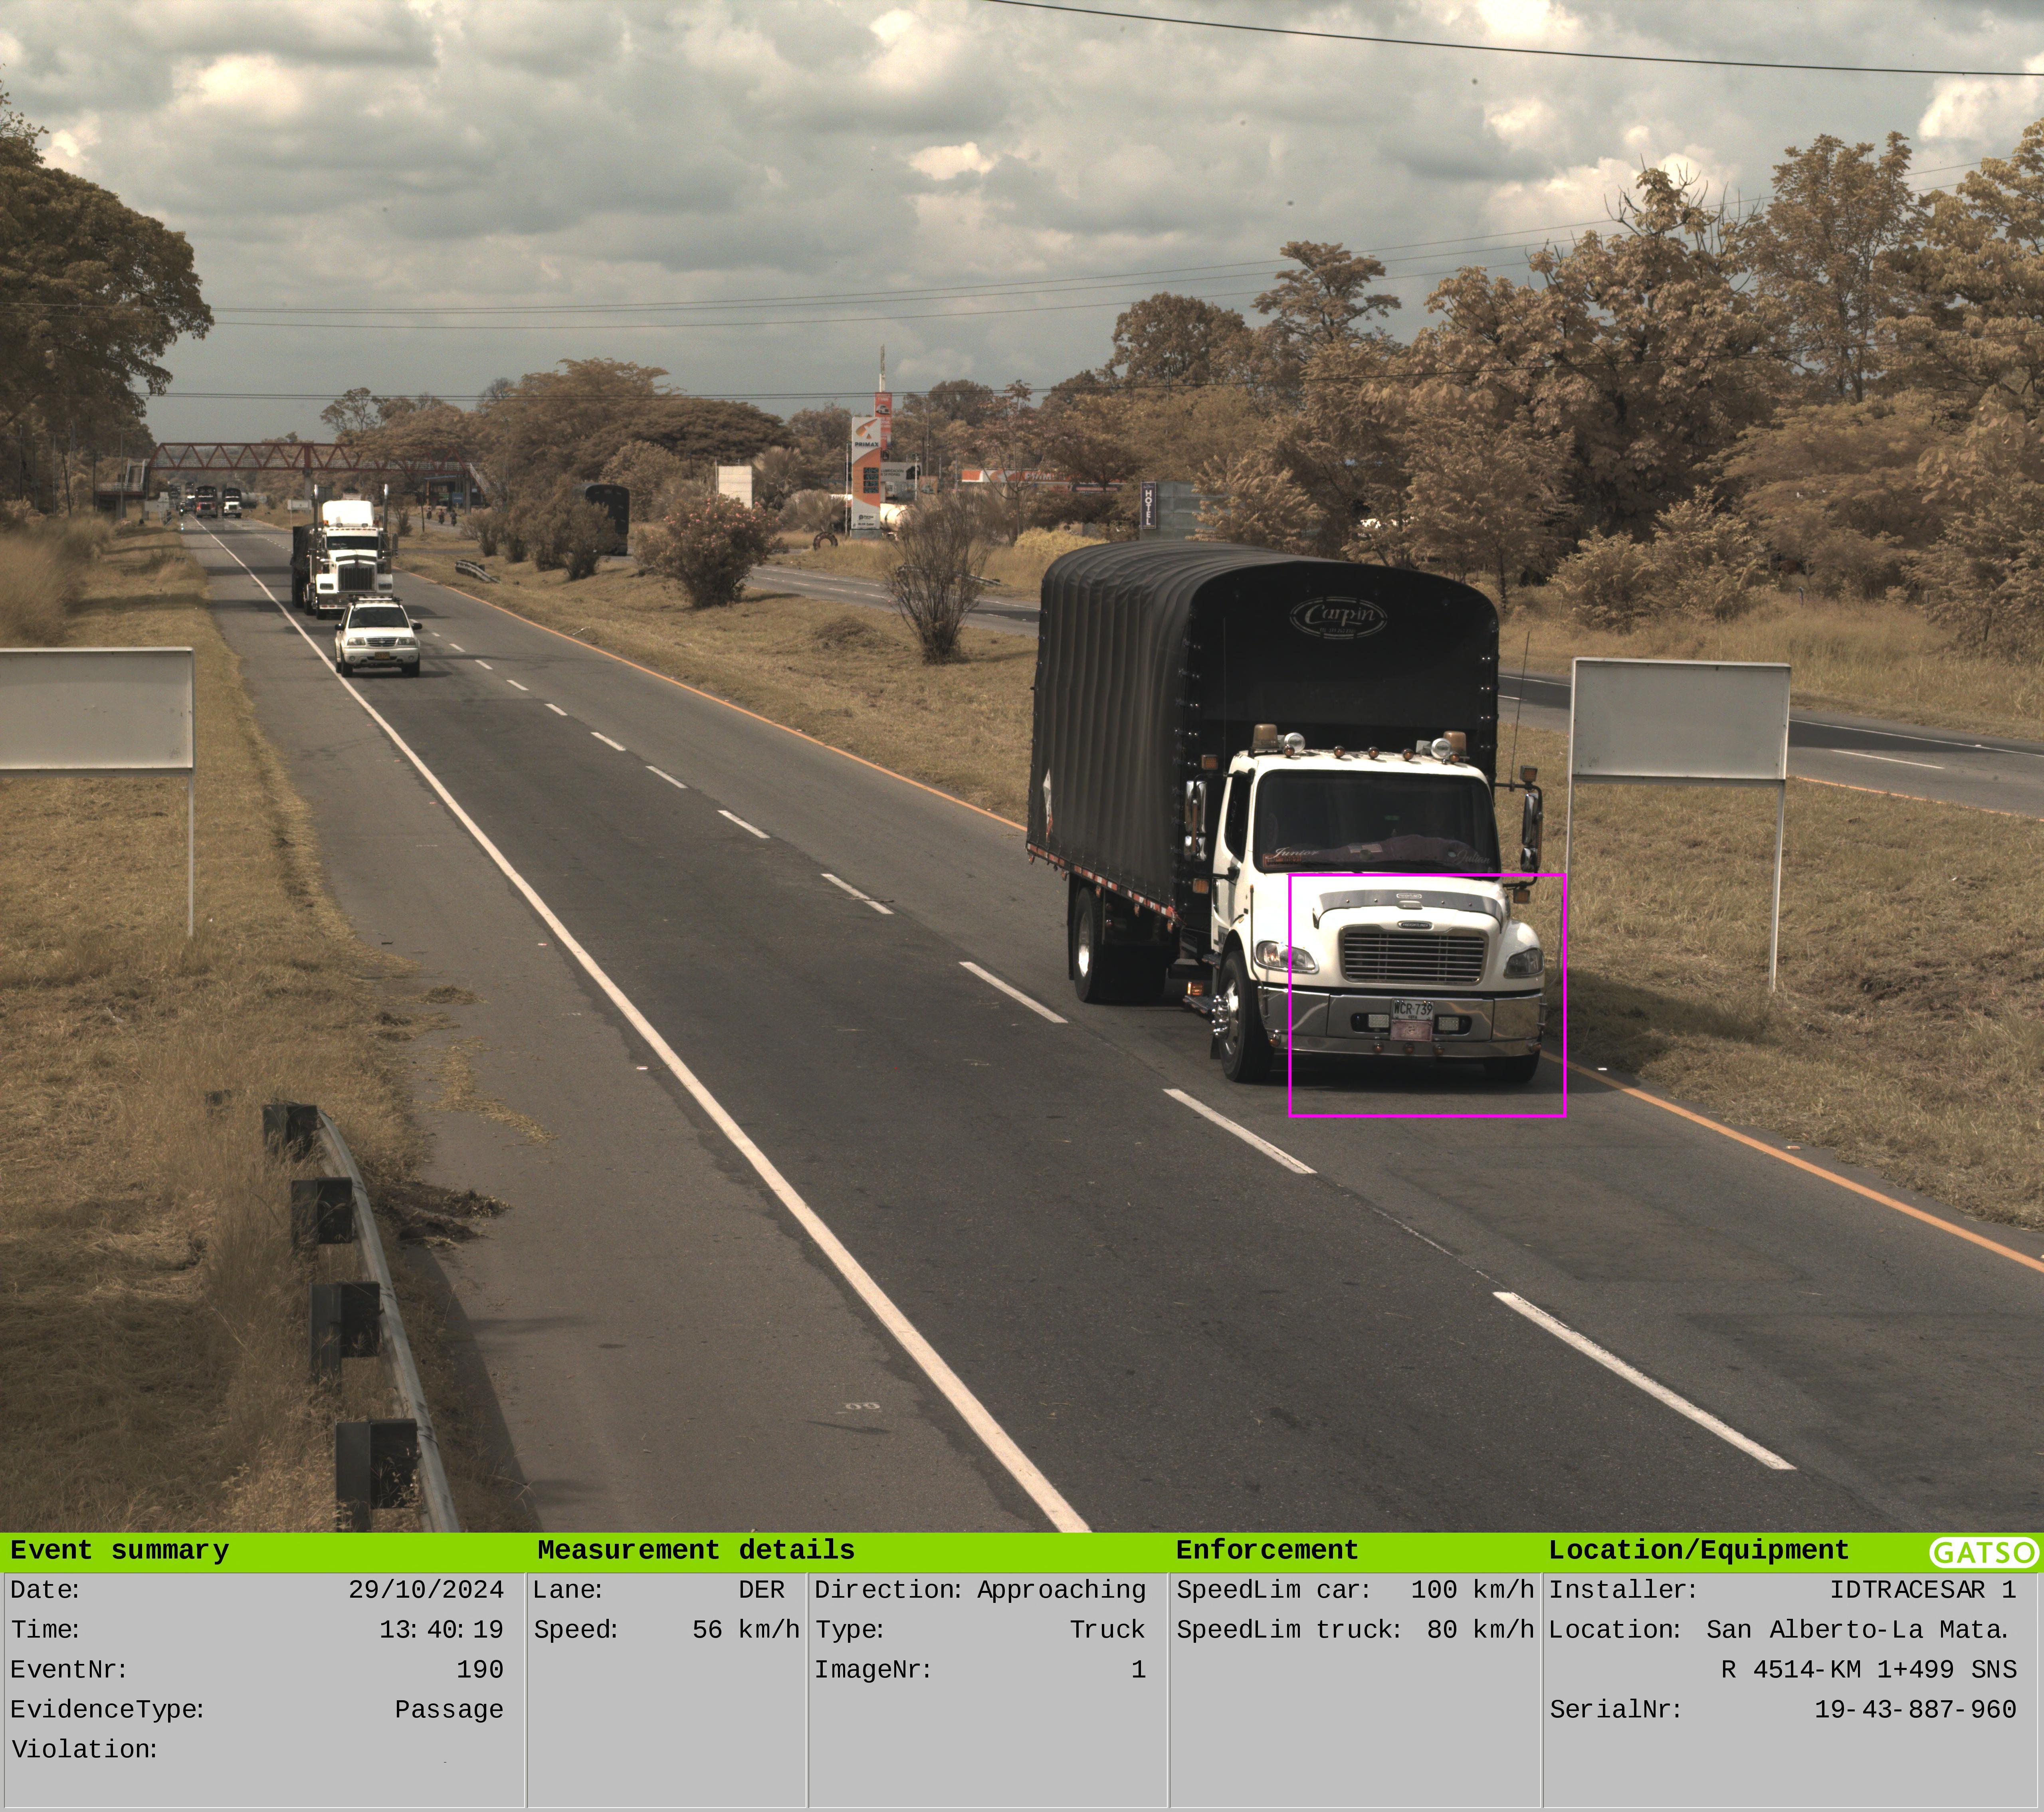 PRIMAX
HOTEL
Carpin
Junior
WCR 739
Event summary
Measurement details
Enforcement
Location/Equipment
GATSO
Date: 29/10/2024
Lane: DER
Direction: Approaching
SpeedLim car: 100 km/h
Installer: IDTRACESAR 1
Time: 13:40:19
Speed: 56 km/h
Type: Truck
SpeedLim truck: 80 km/h
Location: San Alberto-La Mata.
EventNr: 190
ImageNr: 1
R 4514-KM 1+499 SNS
EvidenceType: Passage
SerialNr: 19-43-887-960
Violation: